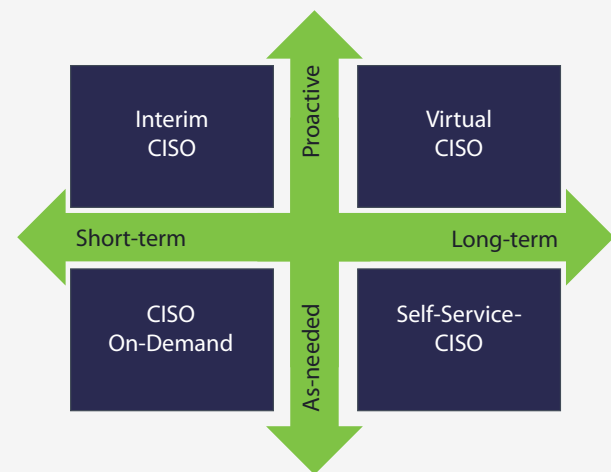 Proactive
Interim
CISO
Virtual
CISO
Short-term
Long-term
CISO
On-Demand
As-needed
Self-Service-
CISO